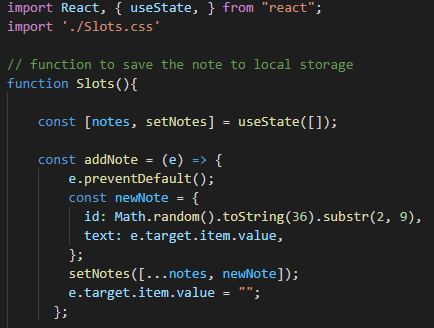 import React, { useState, } from "react";
import './Slots.css'
// function to save the note to local storage
function Slots(){
const [notes, setNotes] = useState([]);
const addNote = (e) => {
e.preventDefault();
const newNote = {
id: Math.random().toString(36).substr(2, 9),
text: e.target.item.value,
};
setNotes([...notes, newNote]);
e.target.item.value = "";
};